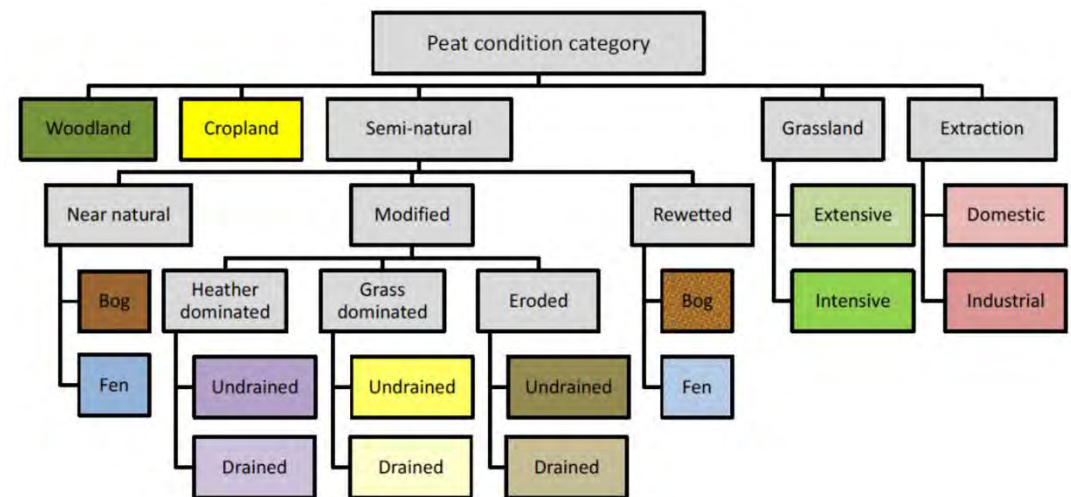 Peat condition category
Woodland
Cropland
Semi-natural
Grassland
Extraction
Near natural
Modified
Rewetted
Extensive
Domestic
Bog
Heather
dominated
Grass
dominated
Eroded
Bog
Intensive
Industrial
Fen
Undrained
Undrained
Undrained
Fen
Drained
Drained
Drained